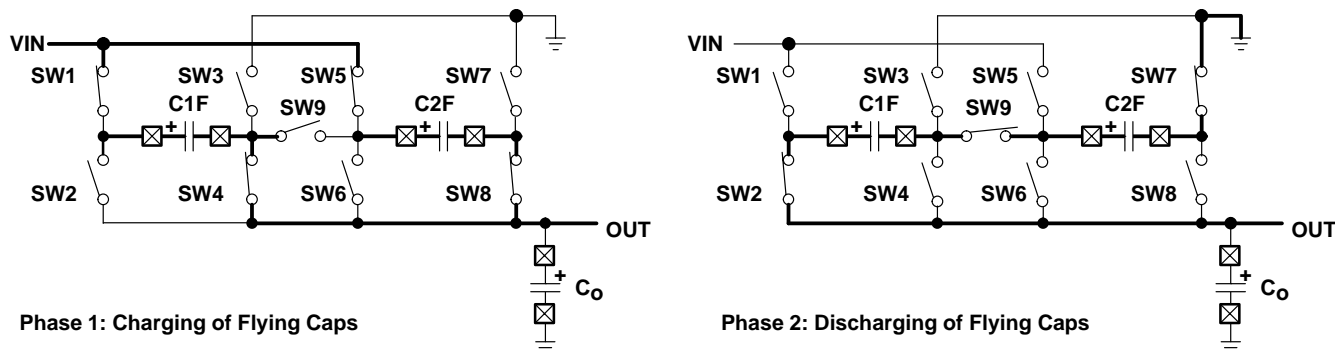 VIN
SW1 SW3 SW5 SW7
C1F SW9 C2F
+ +
SW2 SW4 SW6 SW8
OUT
+ Co
Phase 1: Charging of Flying Caps
VIN
SW1 SW3 SW5 SW7
C1F SW9 C2F
+ +
SW2 SW4 SW6 SW8
OUT
+ Co
Phase 2: Discharging of Flying Caps